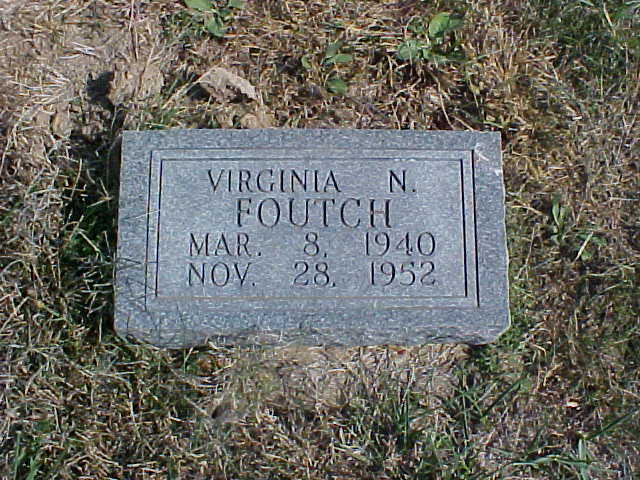 VIRGINIA N.
FOUTCH
MAR. 8, 1940
NOV. 28, 1952